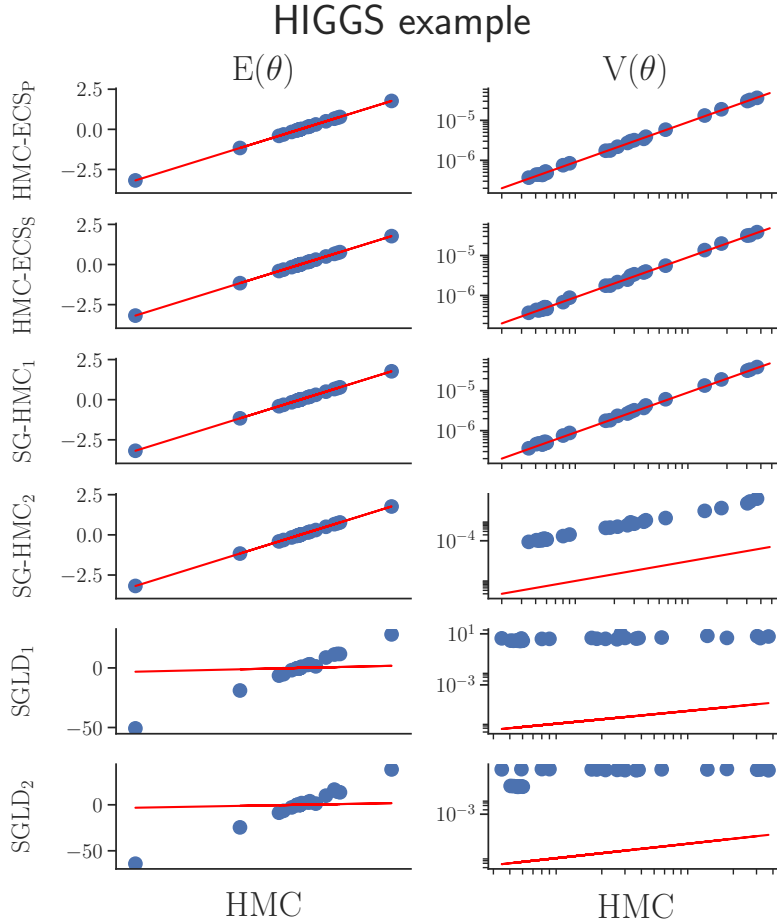 HIGGS example
E(θ) V(θ)
HMC-ECS_P
2.5
0.0
−2.5
10^{-5}
10^{-6}
HMC-ECS_S
2.5
0.0
−2.5
10^{-5}
10^{-6}
SG-HMC_1
2.5
0.0
−2.5
10^{-5}
10^{-6}
SG-HMC_2
2.5
0.0
−2.5
10^{-4}
SGLD_1
0
−50
10^{1}
10^{-3}
SGLD_2
0
−50
10^{-3}
HMC HMC